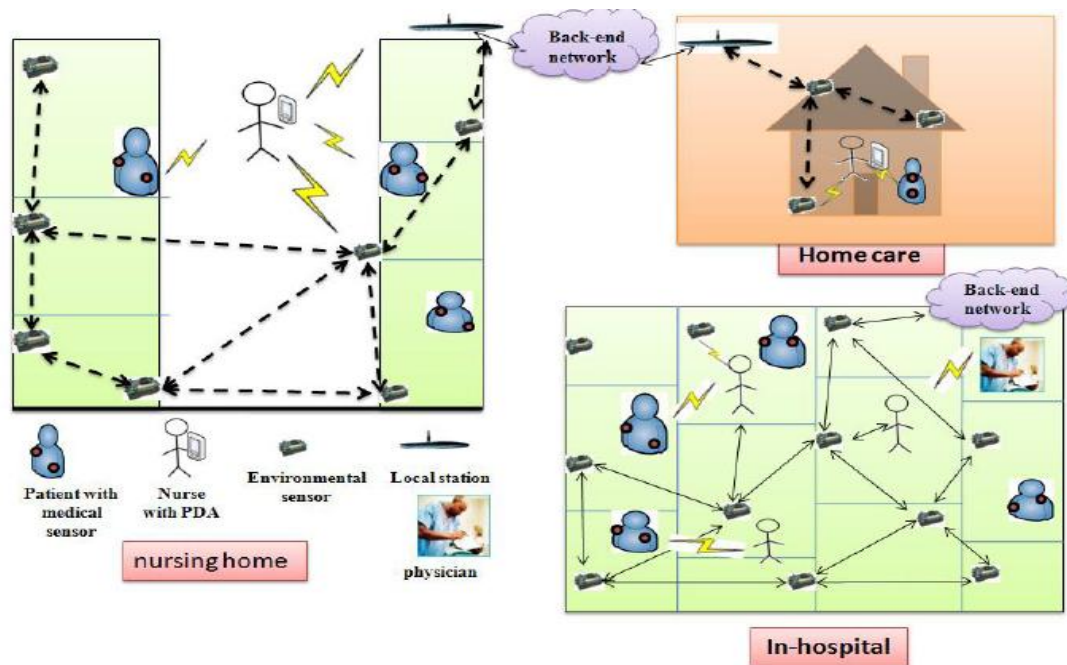 Back-end
network
Home care
Back-end
network
Patient with
medical
sensor
Nurse
with PDA
Environmental
sensor
Local station
physician
nursing home
In-hospital